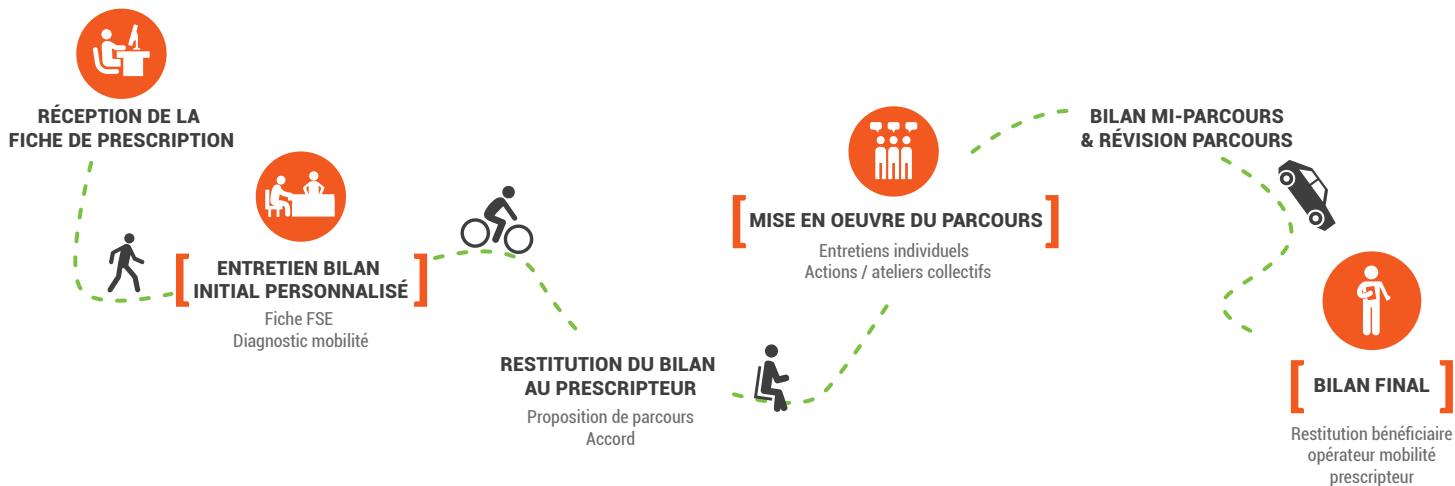 RÉCEPTION DE LA
FICHE DE PRESCRIPTION
ENTRETIEN BILAN
INITIAL PERSONNALISÉ
Fiche FSE
Diagnostic mobilité
RESTITUTION DU BILAN
AU PRESCRIPTEUR
Proposition de parcours
Accord
MISE EN OEUVRE DU PARCOURS
Entretiens individuels
Actions / ateliers collectifs
BILAN MI-PARCOURS
& RÉVISION PARCOURS
BILAN FINAL
Restitution bénéficiaire
opérateur mobilité
prescripteur